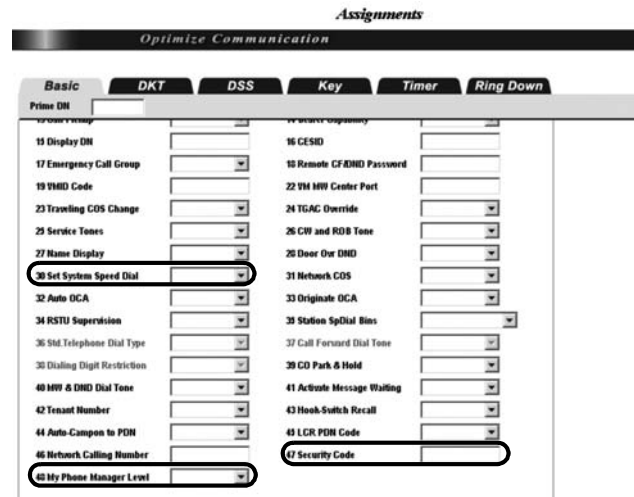 Assignments
Optimize Communication
Basic DKT DSS Key Timer Ring Down
Prime DN
15 Display DN 16 CESID
17 Emergency Call Group 18 Remote CF/DND Password
19 VMID Code 22 VM MW Center Port
23 Traveling COS Change 24 TGAC Override
25 Service Tones 26 CW and ROB Tone
27 Name Display 28 Door Ovr DND
30 Set System Speed Dial 31 Network COS
32 Auto OCA 33 Originate OCA
34 RSTU Supervision 35 Station SpDial Bins
36 Std.Telephone Dial Type 37 Call Forward Dial Tone
38 Dialing Digit Restriction 39 CO Park & Hold
40 MW & DND Dial Tone 41 Activate Message Waiting
42 Tenant Number 43 Hook-Switch Recall
44 Auto-Campon to PDN 45 LCR PDN Code
46 Network Calling Number 47 Security Code
48 My Phone Manager Level